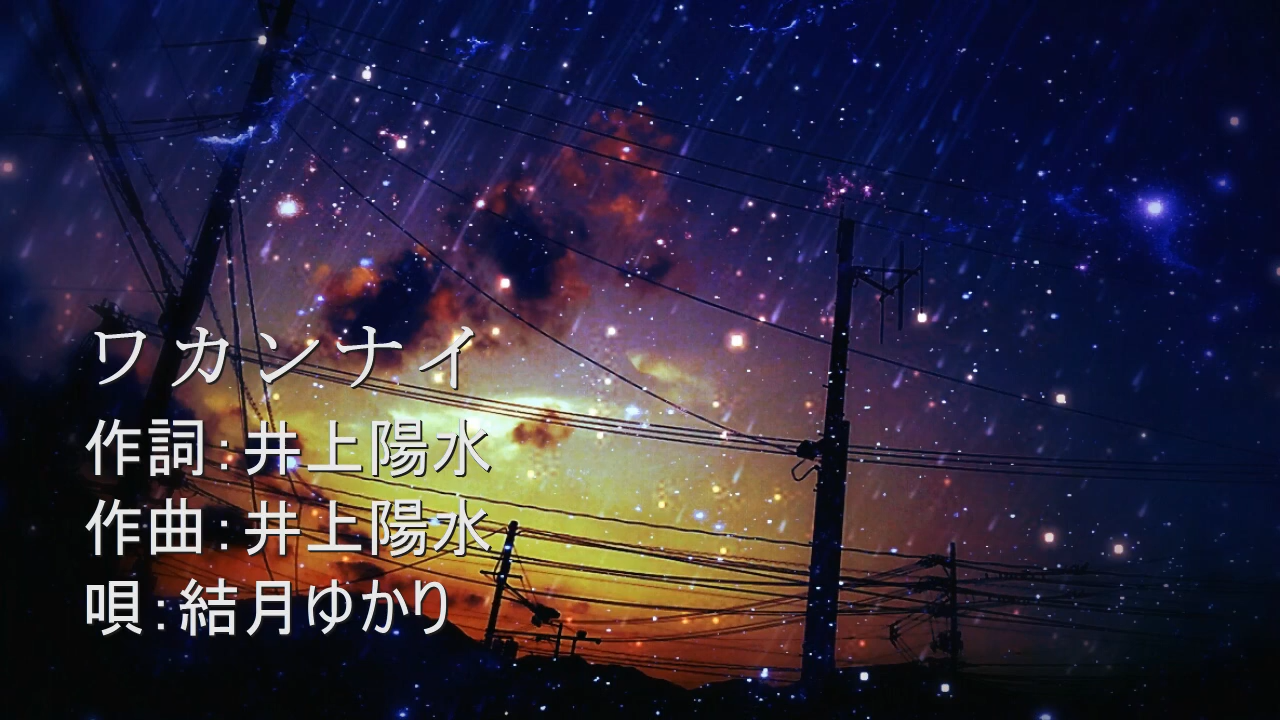 ワカンナイ
作詞：井上陽水
作曲：井上陽水
唄：結月ゆかり